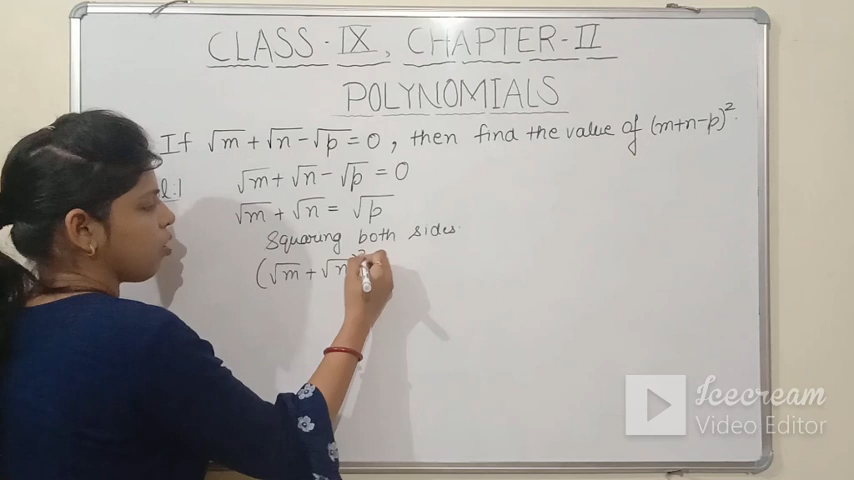 CLASS-IX, CHAPTER-II
POLYNOMIALS
If √m + √n - √p = 0, then find the value of (m+n-p)².
√m + √n - √p = 0
√m + √n = √p
Squaring both sides.
(√m + √n
Icecream
Video Editor